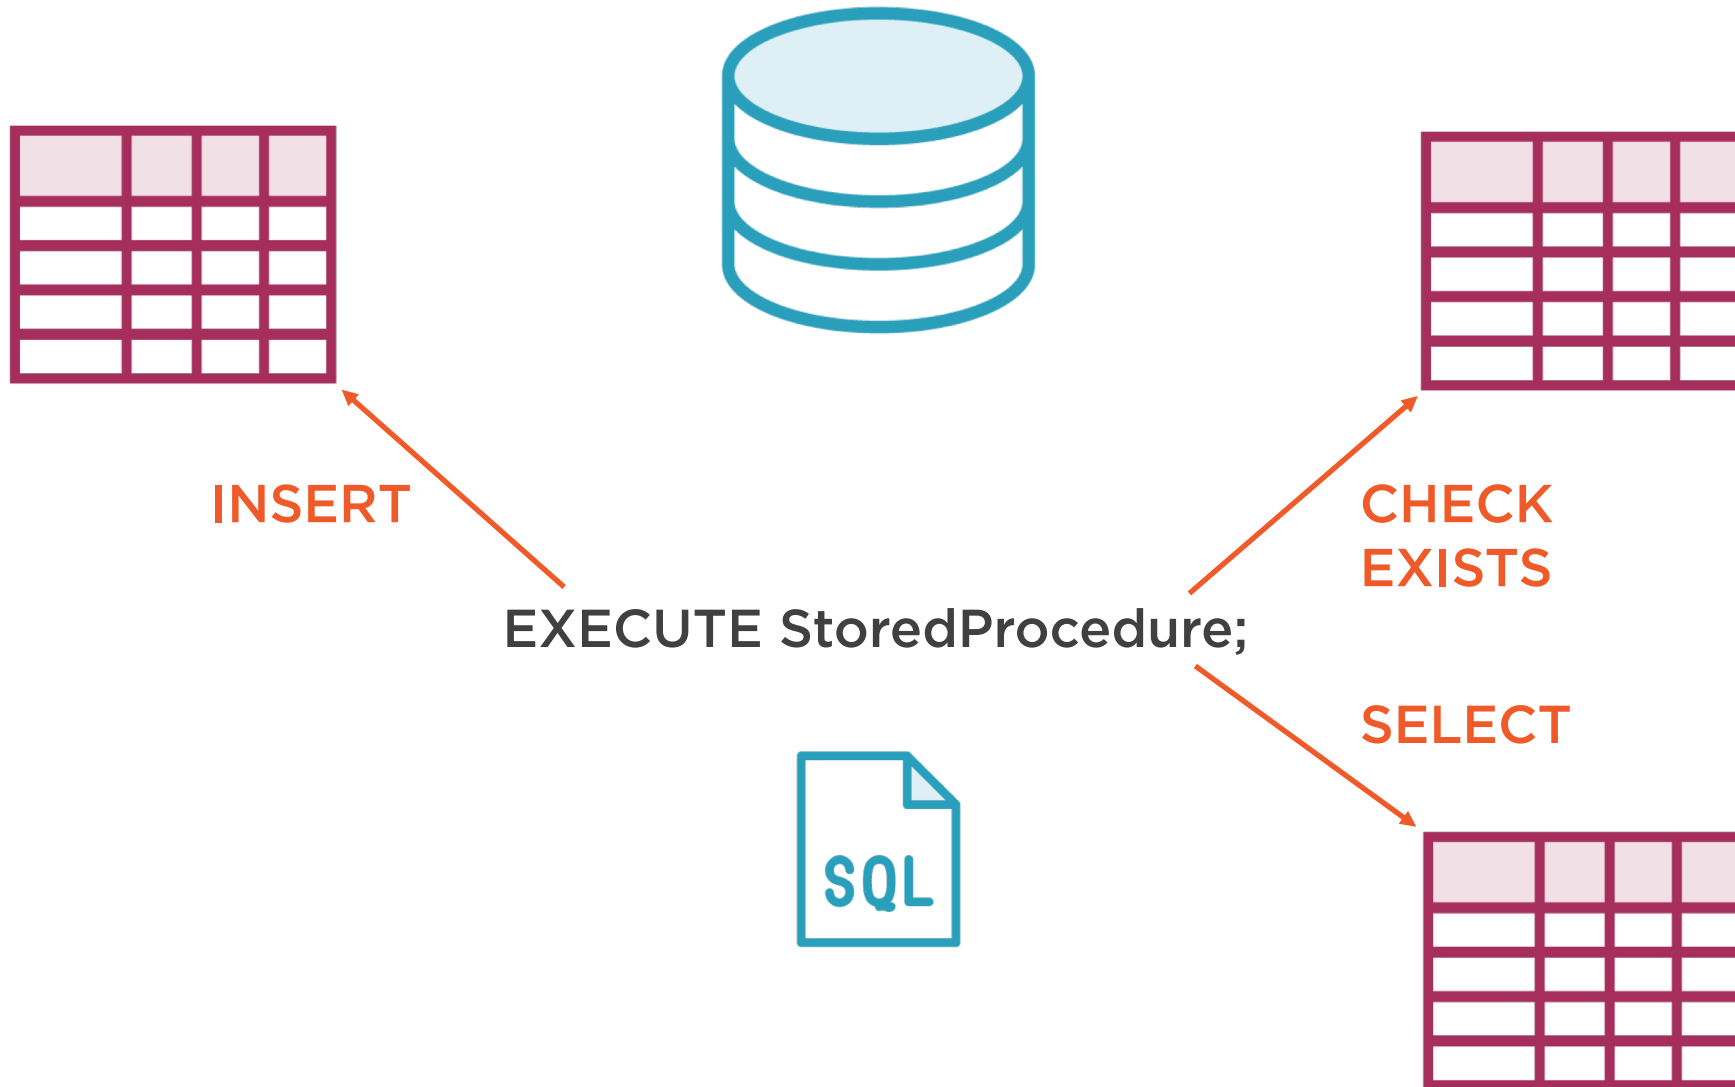 INSERT
CHECK
EXISTS
EXECUTE StoredProcedure;
SELECT
SQL